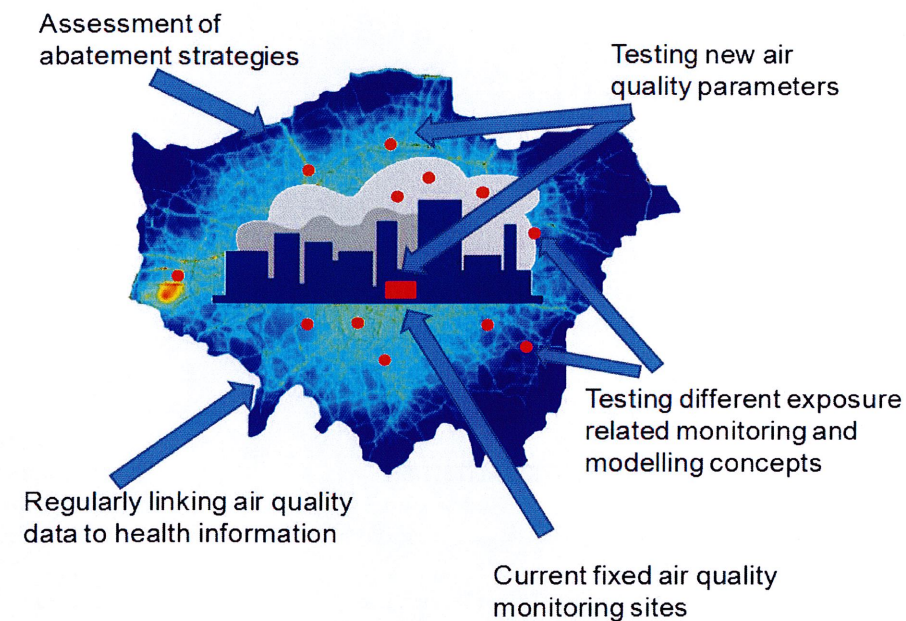 Assessment of
abatement strategies
Testing new air
quality parameters
Testing different exposure
related monitoring and
modelling concepts
Regularly linking air quality
data to health information
Current fixed air quality
monitoring sites